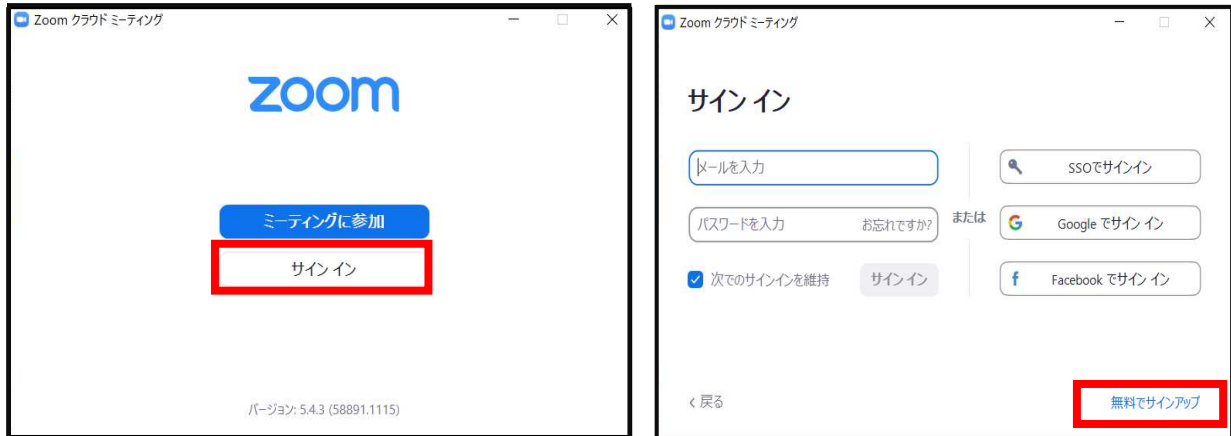 Zoom クラウド ミーティング
zoom
ミーティングに参加
サイン イン
バージョン: 5.4.3 (58891.1115)
Zoom クラウド ミーティング
サイン イン
メールを入力
パスワードを入力 お忘れですか?
次でのサインインを維持 サイン イン
または
SSOでサインイン
Google でサイン イン
Facebook でサイン イン
< 戻る
無料でサインアップ